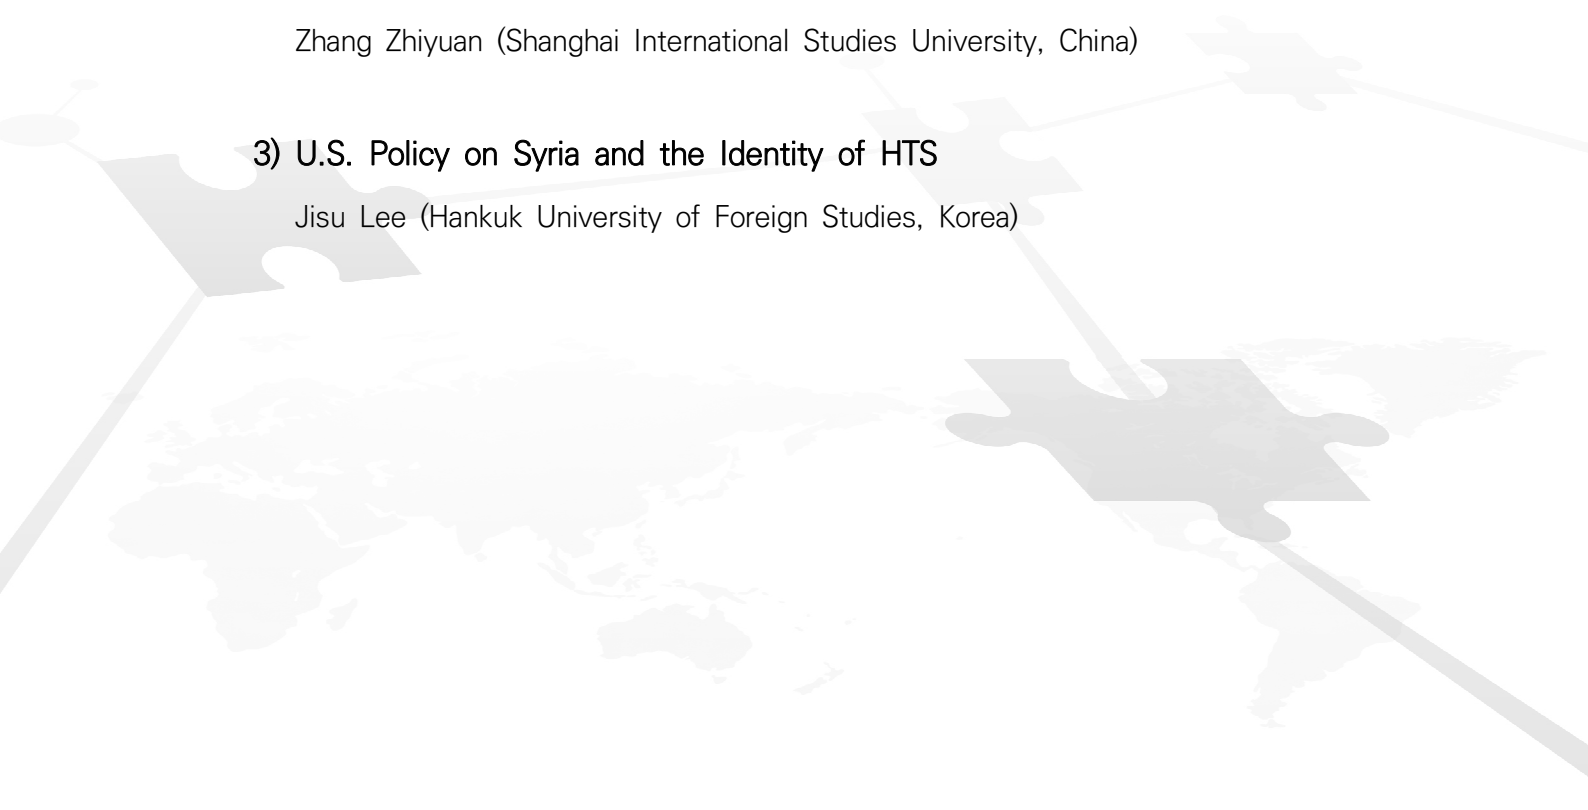 Zhang Zhiyuan (Shanghai International Studies University, China)
3) U.S. Policy on Syria and the Identity of HTS
Jisu Lee (Hankuk University of Foreign Studies, Korea)